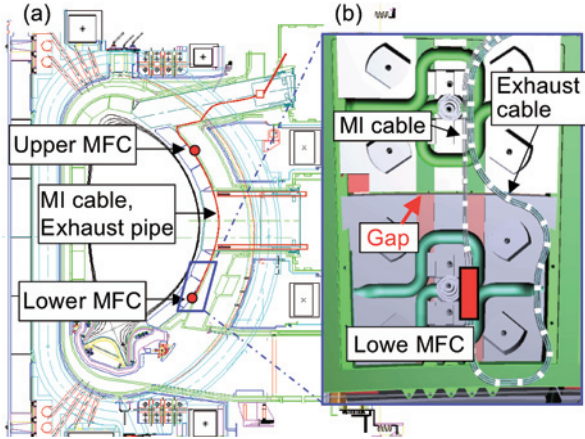 (a)
Upper MFC
MI cable,
Exhaust pipe
Lower MFC
(b)
Exhaust
cable
MI cable
Gap
Lowe MFC